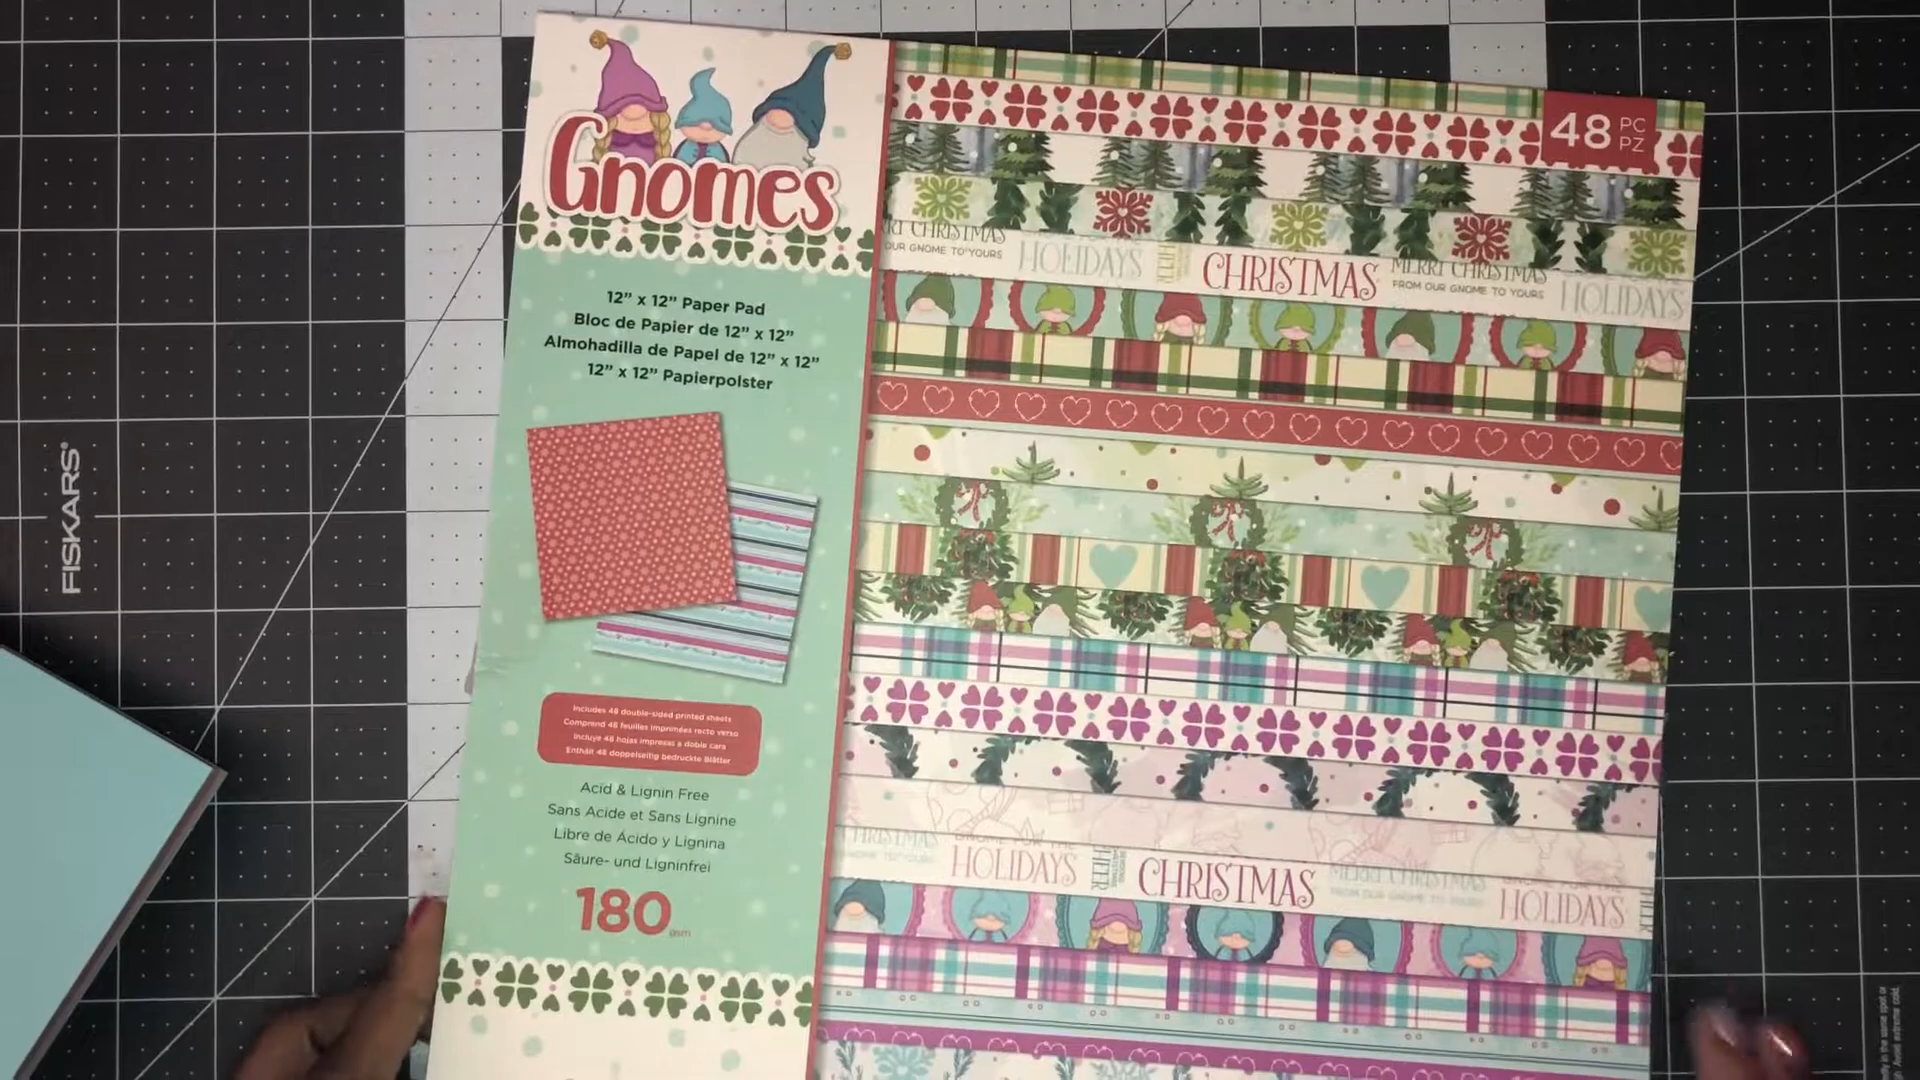 Gnomes
48 PC
PZ
12” x 12” Paper Pad
Bloc de Papier de 12” x 12”
Almohadilla de Papel de 12” x 12”
12” x 12” Papierpolster
Includes 48 double-sided printed sheets
Comprend 48 feuilles imprimées recto verso
Incluye 48 hojas impresas a doble cara
Enthält 48 doppelseitig bedruckte Blätter
Acid & Lignin Free
Sans Acide et Sans Lignine
Libre de Ácido y Lignina
Säure- und Ligninfrei
180 gsm
CHRISTMAS
OUR GNOME TO YOURS
HOLIDAYS
CHRISTMAS
MERRY CHRISTMAS
FROM OUR GNOME TO YOURS
HOLIDAYS
CHRISTMAS
HOLIDAYS
CHRISTMAS
MERRY CHRISTMAS
FROM OUR GNOME TO YOURS
HOLIDAYS
FISKARS®